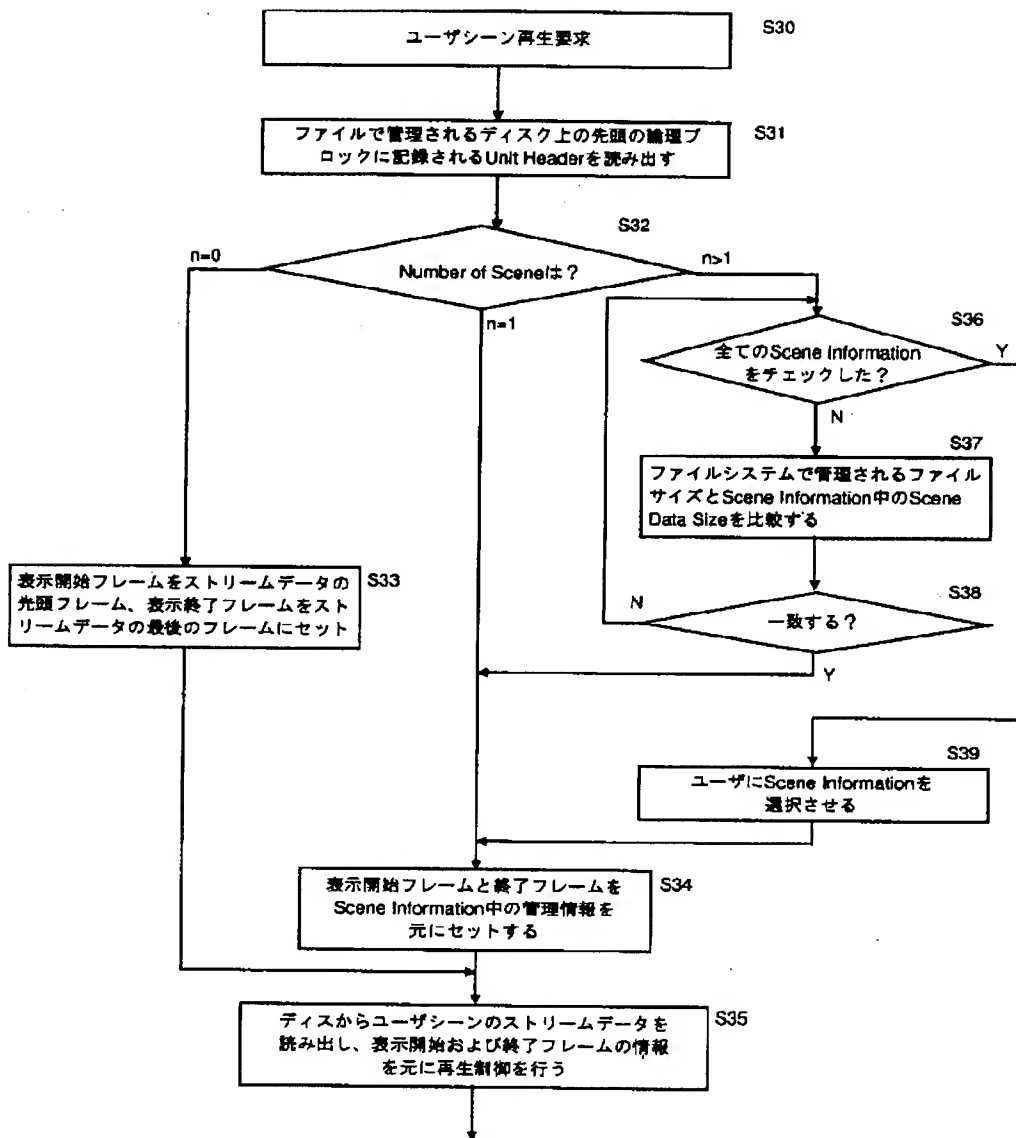 S30
ユーザシーン再生要求
S31
ファイルで管理されるディスク上の先頭の論理ブ
ロックに記録されるUnit Headerを読み出す
S32
n=0
Number of Sceneは？
n>1
n=1
S36
全てのScene Information
をチェックした？
Y
N
S37
ファイルシステムで管理されるファイル
サイズとScene Information中のScene
Data Sizeを比較する
S33
表示開始フレームをストリームデータの
先頭フレーム、表示終了フレームをスト
リームデータの最後のフレームにセット
S38
N
一致する？
Y
S39
ユーザにScene Informationを
選択させる
S34
表示開始フレームと終了フレームを
Scene Information中の管理情報を
元にセットする
S35
ディスからユーザシーンのストリームデータを
読み出し、表示開始および終了フレームの情報
を元に再生制御を行う